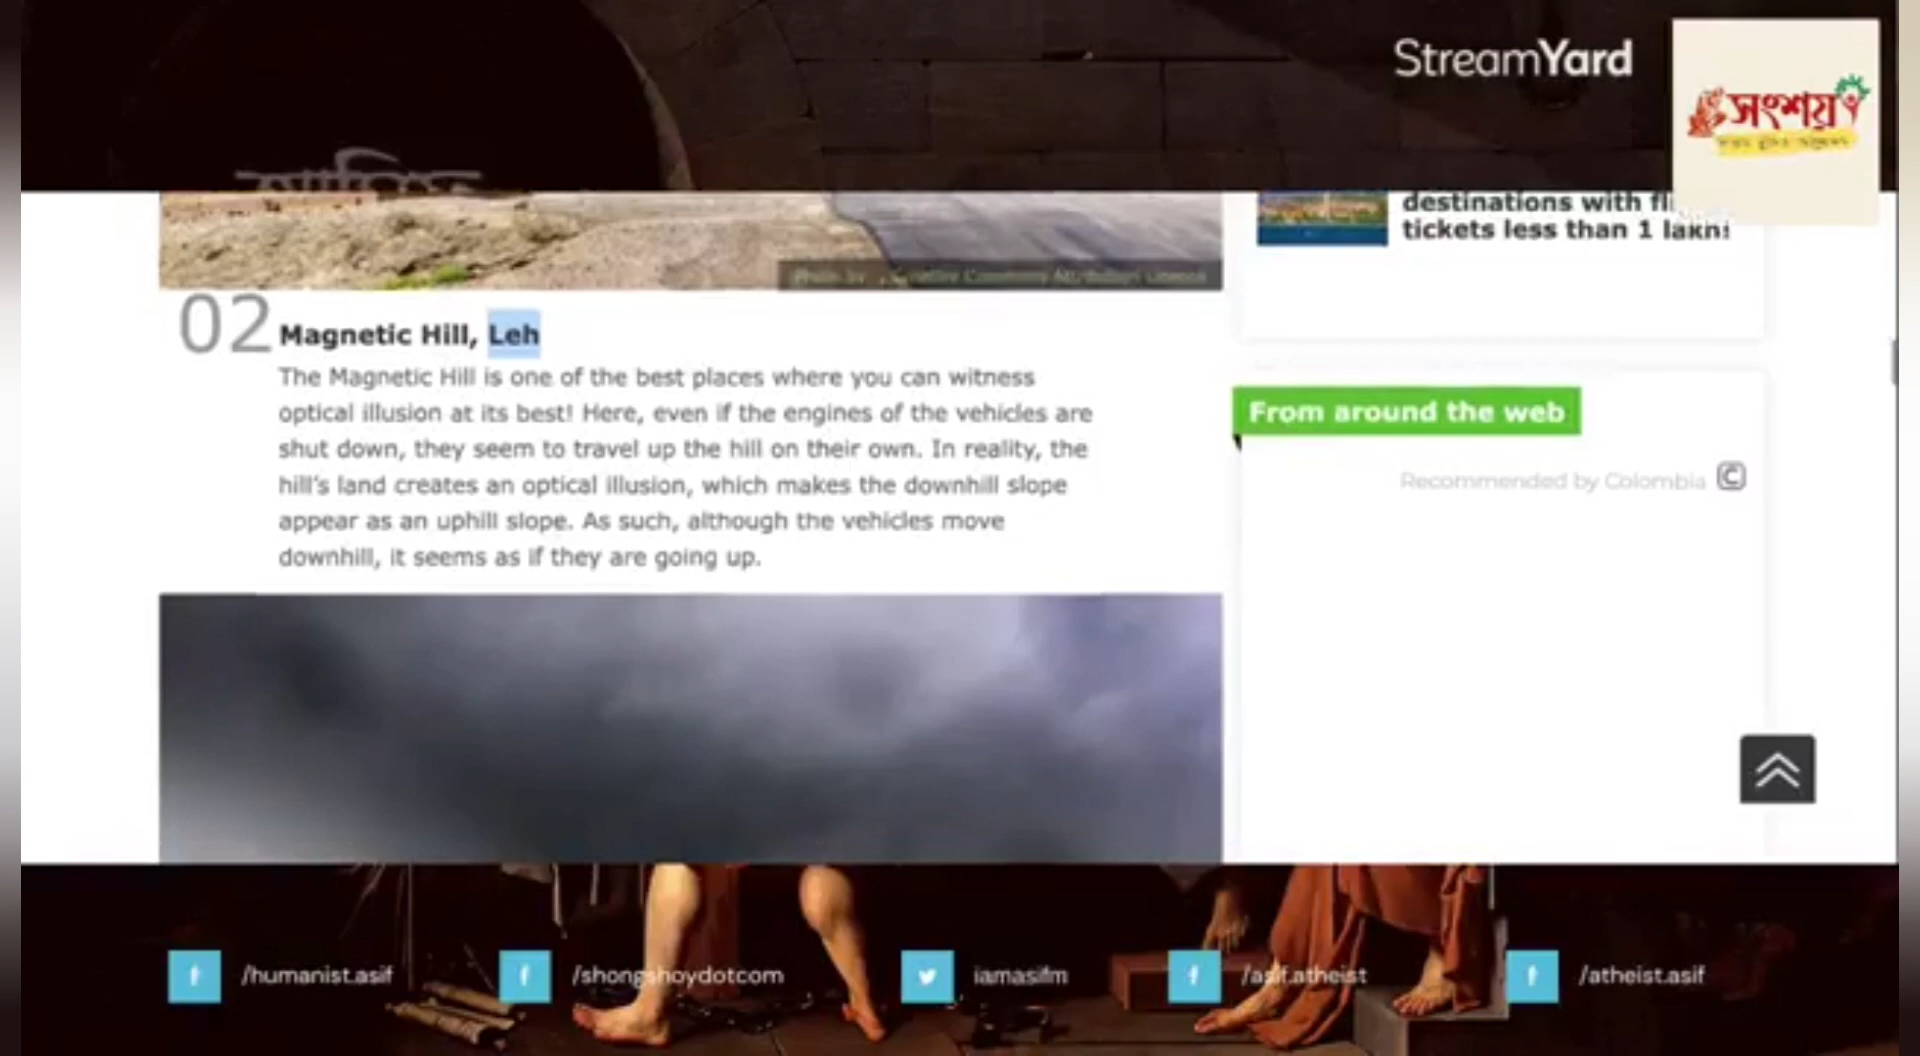 StreamYard
সংশয়
destinations with
tickets less than 1 lakh!
02
Magnetic Hill, Leh
The Magnetic Hill is one of the best places where you can witness
optical illusion at its best! Here, even if the engines of the vehicles are
shut down, they seem to travel up the hill on their own. In reality, the
hill's land creates an optical illusion, which makes the downhill slope
appear as an uphill slope. As such, although the vehicles move
downhill, it seems as if they are going up.
From around the web
Recommended by Colombia
/humanist.asif
/shongshoydotcom
iamasifm
/asif.atheist
/atheist.asif